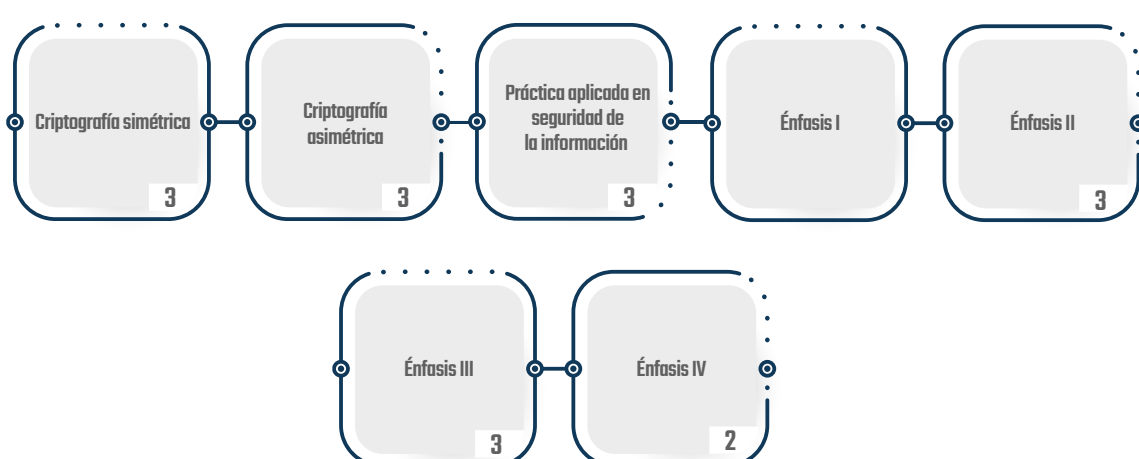 Criptografía simétrica
3
Criptografía
asimétrica
3
Práctica aplicada en
seguridad de
la información
3
Énfasis I
Énfasis II
3
Énfasis III
3
Énfasis IV
2